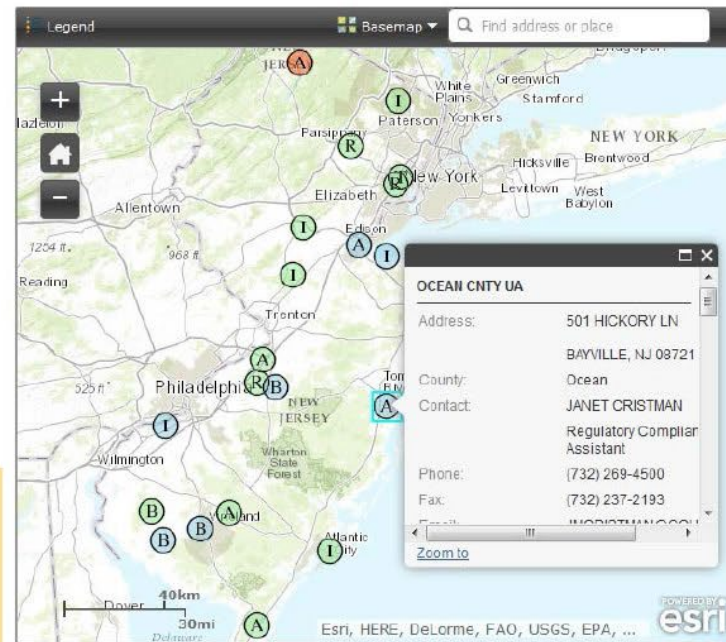 Legend
Basemap
Find address or place
JERSEY
A
White Plains
Greenwich
Stamford
I
Paterson
Yonkers
Parsippany
R
NEW YORK
Hicksville
Brentwood
New York
R
Levittown
West Babylon
Elizabeth
Allentown
I
Edison
A
I
1254 ft.
968 ft
Reading
I
Trenton
A
525 ft
Philadelphia
R
B
NEW JERSEY
A
I
Wilmington
Wharton State Forest
B
B
B
A
Vineland
Atlantic City
I
A
40km
30mi
Dover
Delaware
OCEAN CNTY UA
Address:
501 HICKORY LN
BAYVILLE, NJ 08721
County:
Ocean
Contact:
JANET CRISTMAN
Regulatory Complian
Assistant
Phone:
(732) 269-4500
Fax:
(732) 237-2193
Zoom to
Esri, HERE, DeLorme, FAO, USGS, EPA, ...
POWERED BY
esri